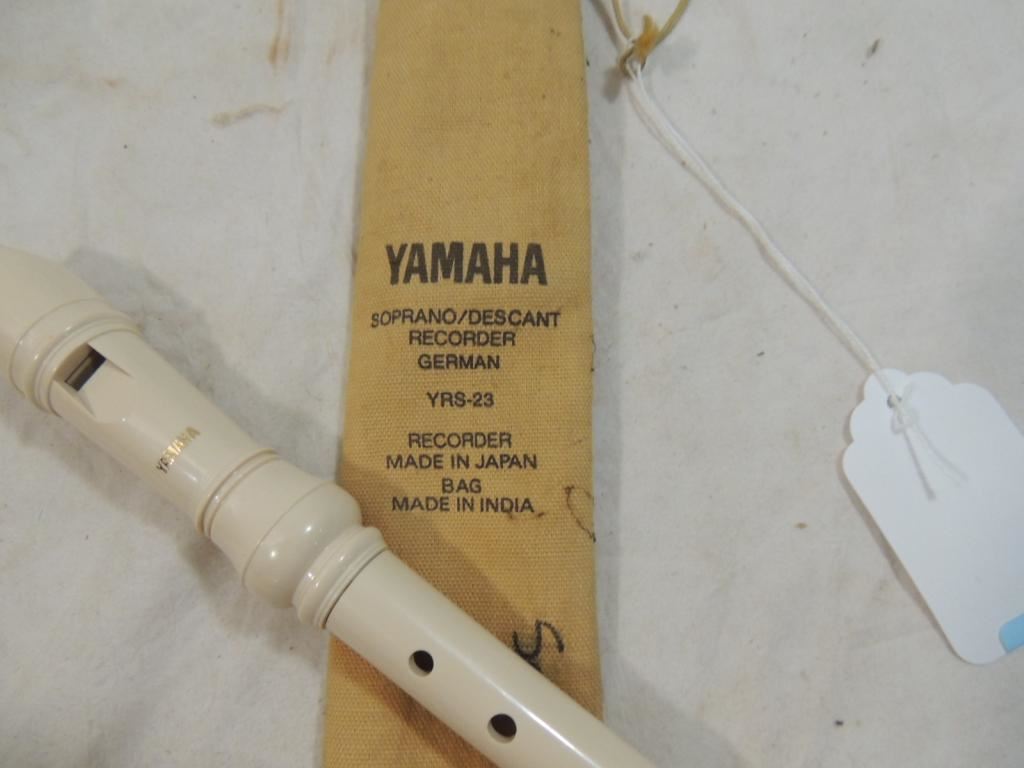 YAMAHA
SOPRANO/DESCANT
RECORDER
GERMAN
YRS-23
RECORDER
MADE IN JAPAN
BAG
MADE IN INDIA
YAMAHA